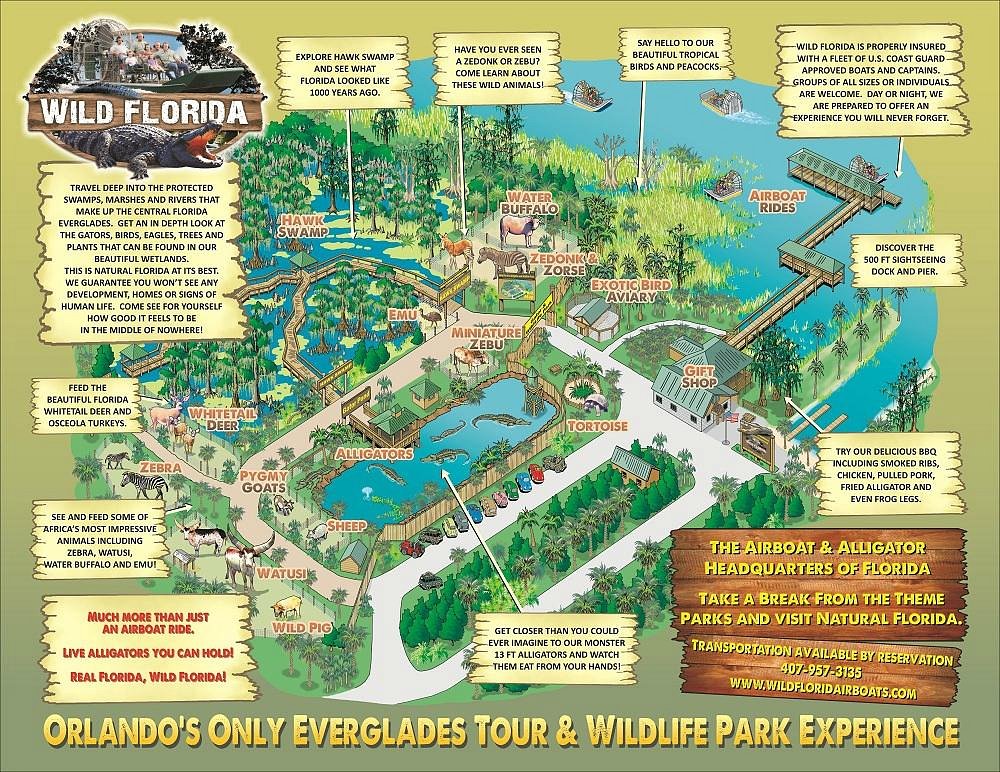 WILD FLORIDA
EXPLORE HAWK SWAMP
AND SEE WHAT
FLORIDA LOOKED LIKE
1000 YEARS AGO.
HAVE YOU EVER SEEN
A ZEDONK OR ZEBU?
COME LEARN ABOUT
THESE WILD ANIMALS!
SAY HELLO TO OUR
BEAUTIFUL TROPICAL
BIRDS AND PEACOCKS.
WILD FLORIDA IS PROPERLY INSURED
WITH A FLEET OF U.S. COAST GUARD
APPROVED BOATS AND CAPTAINS.
GROUPS OF ALL SIZES OR INDIVIDUALS
ARE WELCOME. DAY OR NIGHT, WE
ARE PREPARED TO OFFER AN
EXPERIENCE YOU WILL NEVER FORGET.
TRAVEL DEEP INTO THE PROTECTED
SWAMPS, MARSHES AND RIVERS THAT
MAKE UP THE CENTRAL FLORIDA
EVERGLADES. GET AN IN DEPTH LOOK AT
THE GATORS, BIRDS, EAGLES, TREES AND
PLANTS THAT CAN BE FOUND IN OUR
BEAUTIFUL WETLANDS.
THIS IS NATURAL FLORIDA AT ITS BEST.
WE GUARANTEE YOU WON'T SEE ANY
DEVELOPMENT, HOMES OR SIGNS OF
HUMAN LIFE. COME SEE FOR YOURSELF
HOW GOOD IT FEELS TO BE
IN THE MIDDLE OF NOWHERE!
HAWK
SWAMP
WATER
BUFFALO
ZEDONK &
ZORSE
AIRBOAT
RIDES
DISCOVER THE
500 FT SIGHTSEEING
DOCK AND PIER.
EXOTIC BIRD
AVIARY
EMU
MINIATURE
ZEBU
GIFT
SHOP
FEED THE
BEAUTIFUL FLORIDA
WHITETAIL DEER AND
OSCEOLA TURKEYS.
WHITETAIL
DEER
Gator Pond
ALLIGATORS
TORTOISE
ZEBRA
PYGMY
GOATS
SHEEP
TRY OUR DELICIOUS BBQ
INCLUDING SMOKED RIBS,
CHICKEN, PULLED PORK,
FRIED ALLIGATOR AND
EVEN FROG LEGS.
SEE AND FEED SOME OF
AFRICA'S MOST IMPRESSIVE
ANIMALS INCLUDING
ZEBRA, WATUSI,
WATER BUFFALO AND EMU!
WATUSI
WILD PIG
MUCH MORE THAN JUST
AN AIRBOAT RIDE.
LIVE ALLIGATORS YOU CAN HOLD!
REAL FLORIDA, WILD FLORIDA!
GET CLOSER THAN YOU COULD
EVER IMAGINE TO OUR MONSTER
13 FT ALLIGATORS AND WATCH
THEM EAT FROM YOUR HANDS!
THE AIRBOAT & ALLIGATOR
HEADQUARTERS OF FLORIDA
TAKE A BREAK FROM THE THEME
PARKS AND VISIT NATURAL FLORIDA.
TRANSPORTATION AVAILABLE BY RESERVATION
407-957-3135
WWW.WILDFLORIDAIRBOATS.COM
ORLANDO'S ONLY EVERGLADES TOUR & WILDLIFE PARK EXPERIENCE